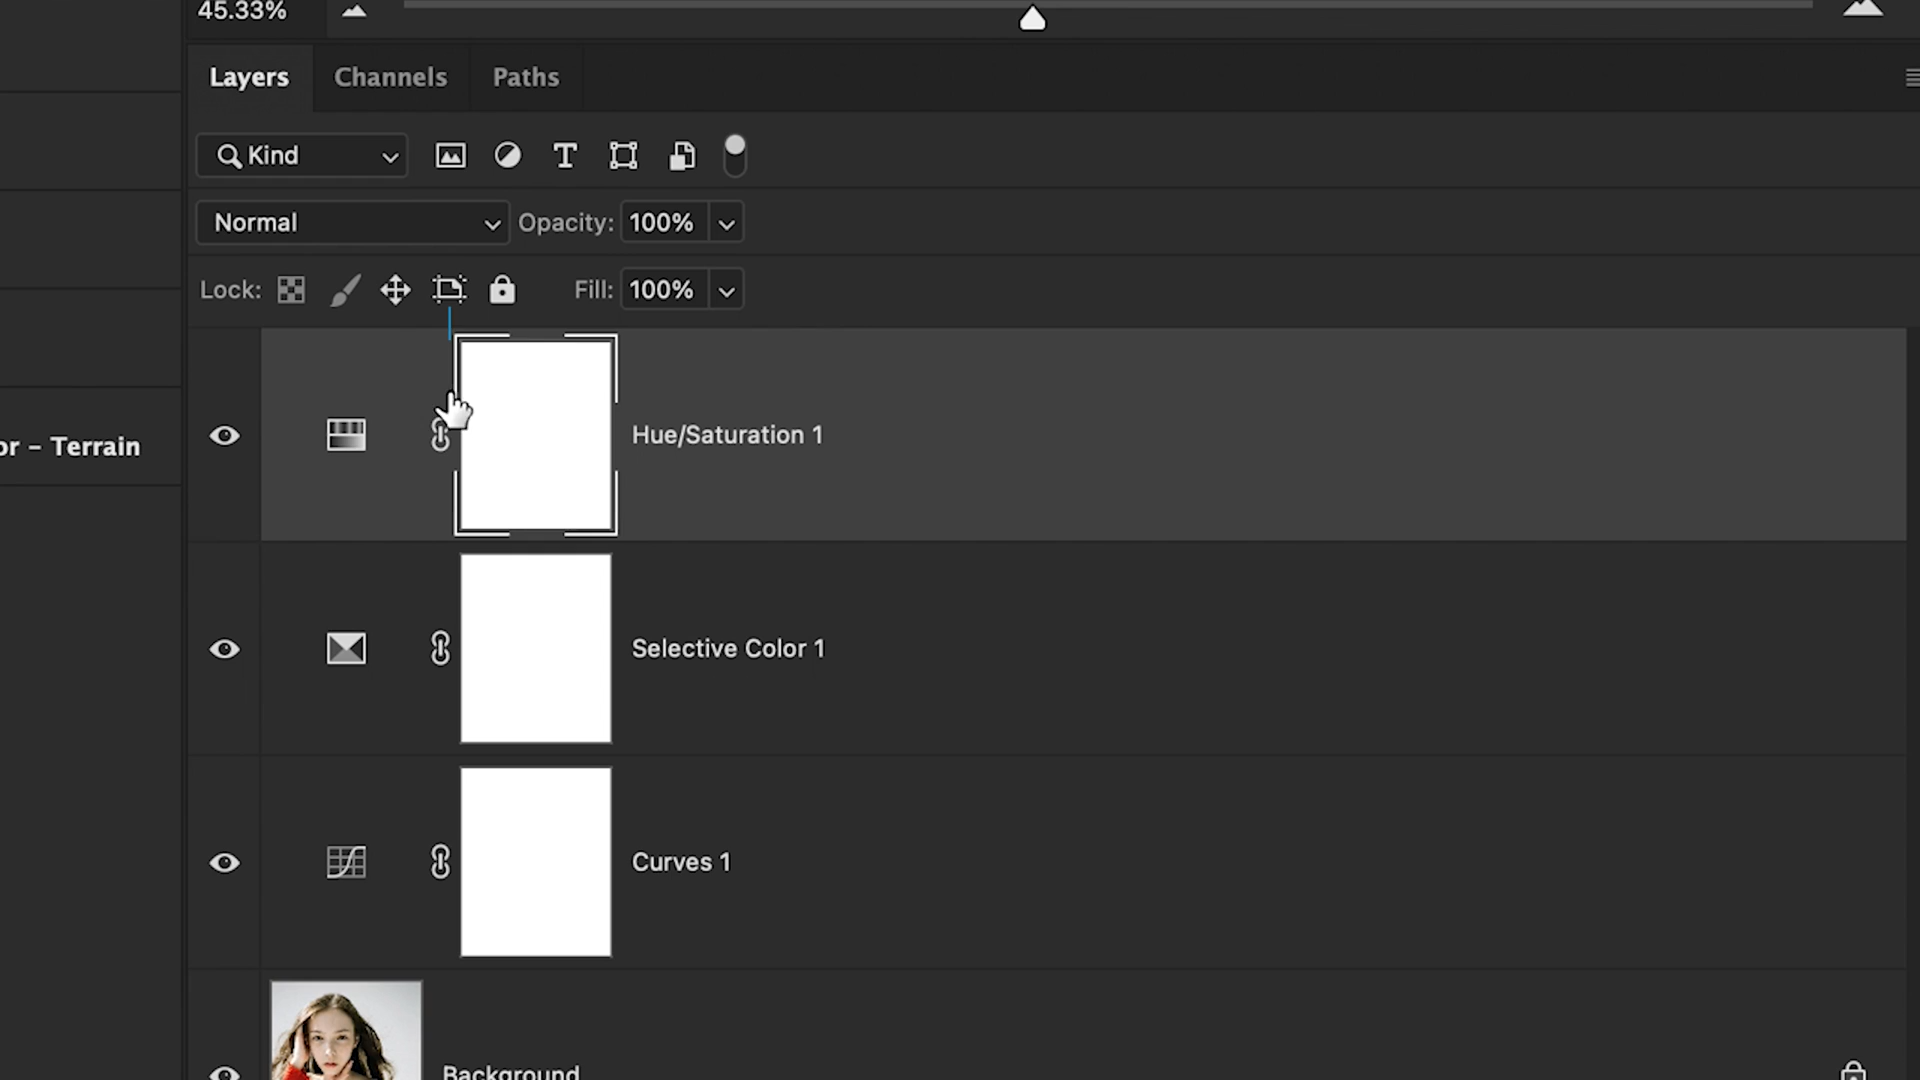 45.33%
Layers Channels Paths
Kind
Normal Opacity: 100%
Lock: Fill: 100%
Hue/Saturation 1
or – Terrain
Selective Color 1
Curves 1
Background